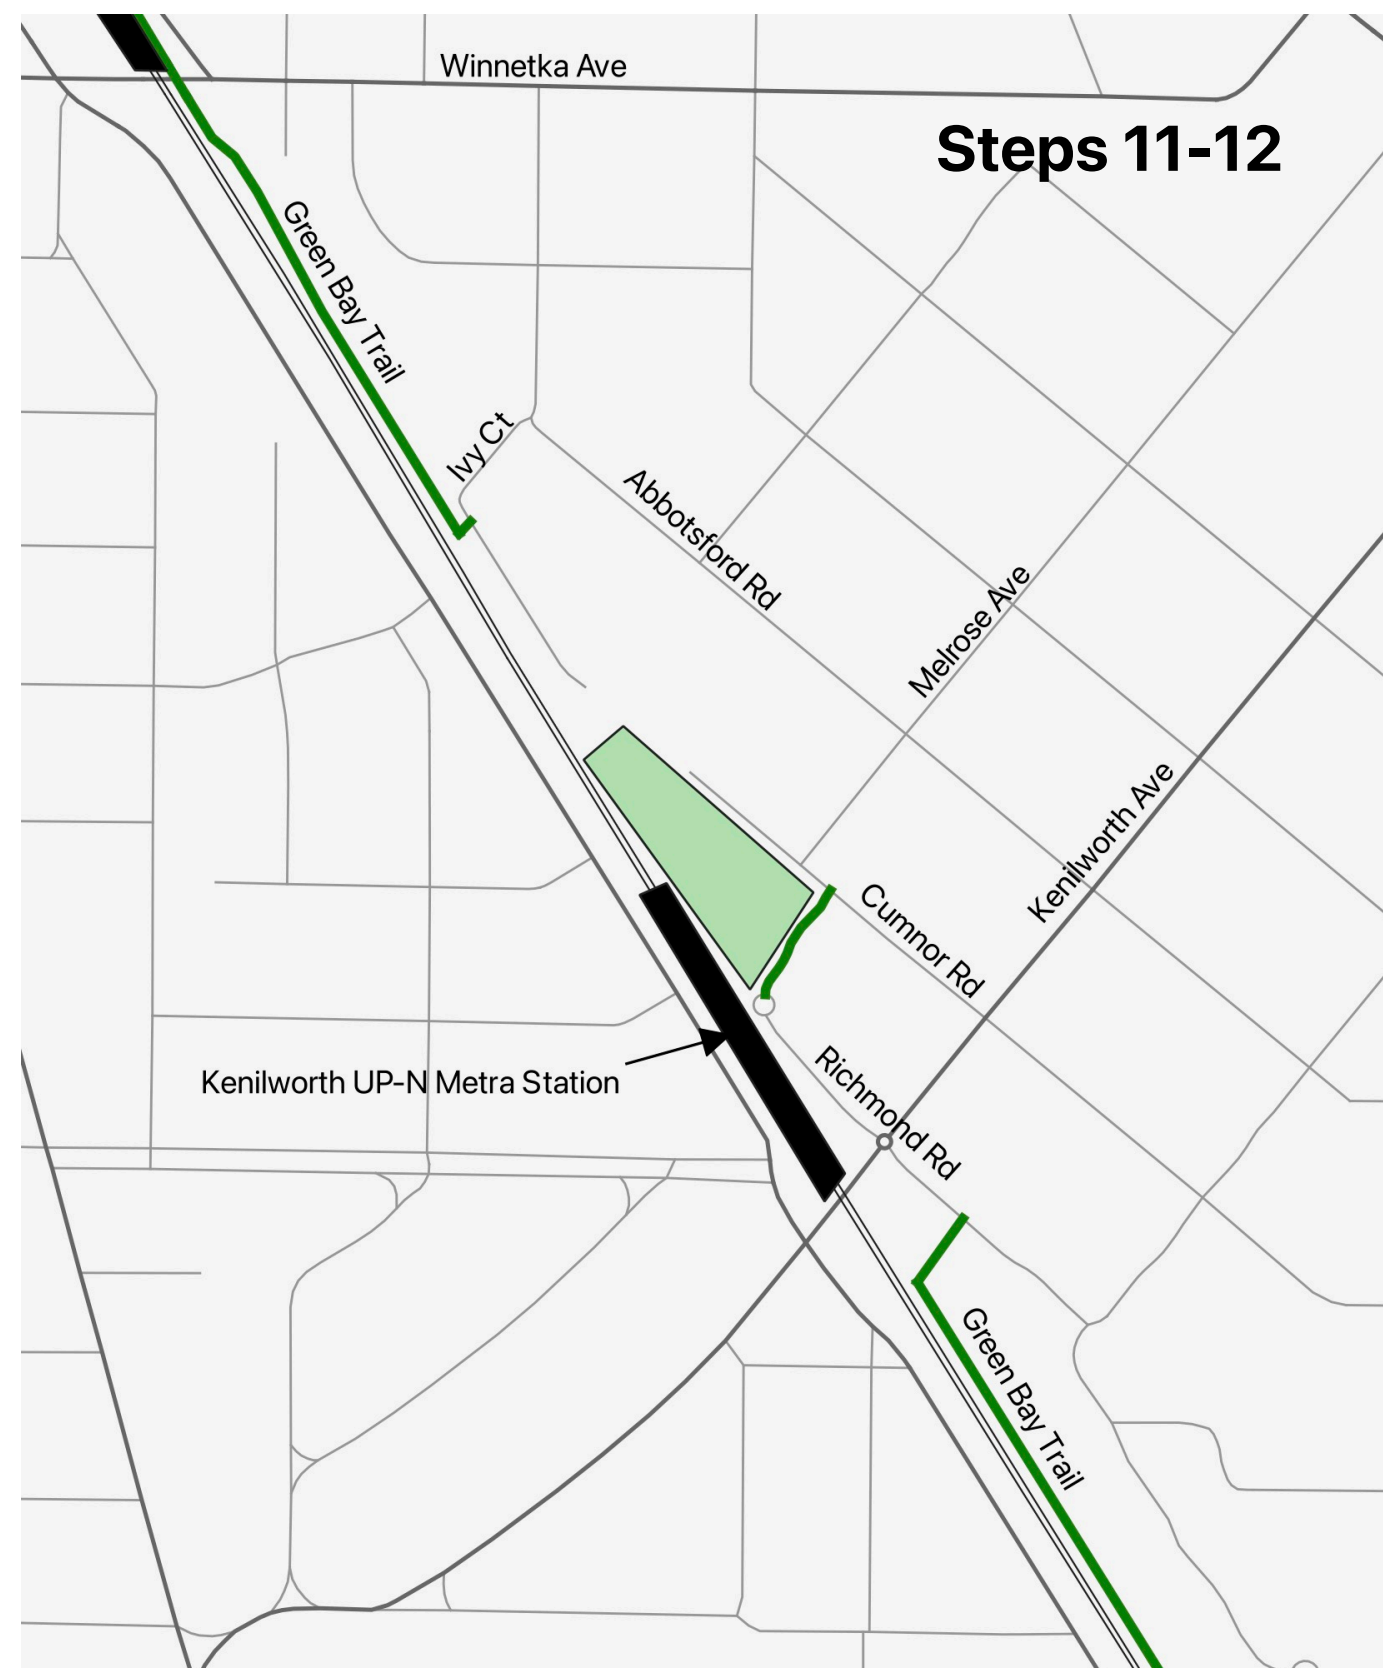 Winnetka Ave
Steps 11-12
Green Bay Trail
Ivy Ct
Abbotsford Rd
Melrose Ave
Kenilworth Ave
Cumnor Rd
Richmond Rd
Kenilworth UP-N Metra Station
Green Bay Trail